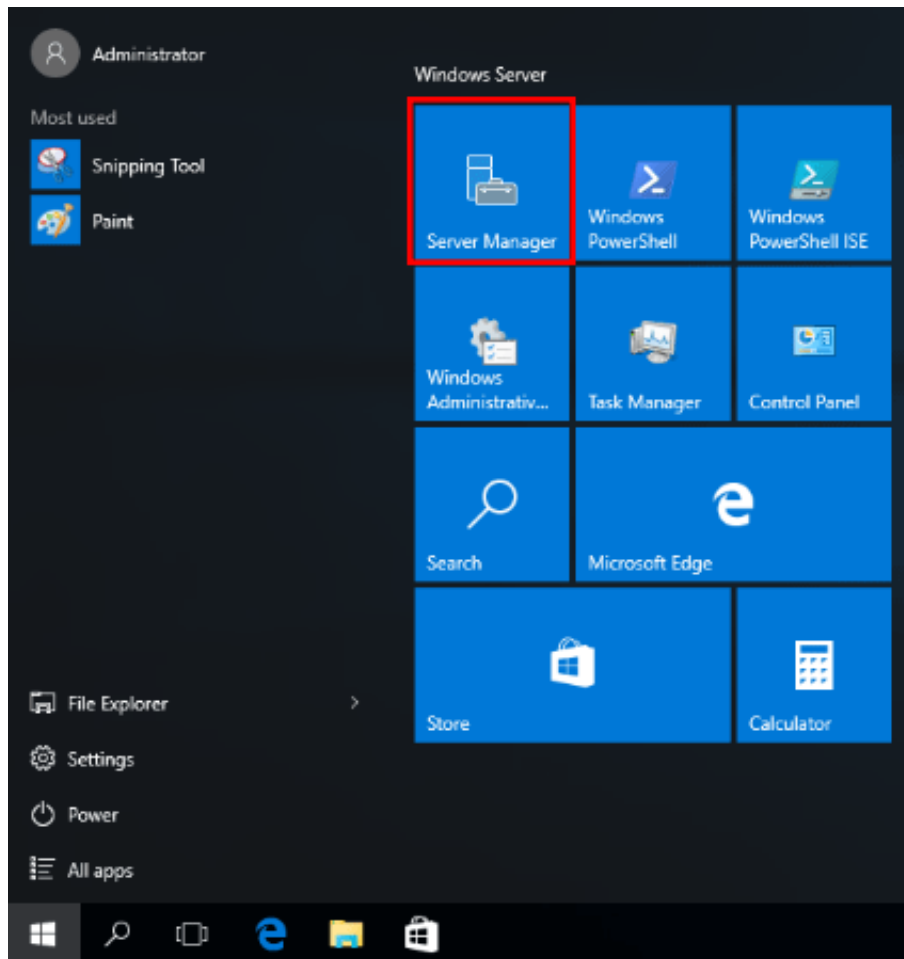 Administrator
Most used
Snipping Tool
Paint
File Explorer
Settings
Power
All apps
Windows Server
Server Manager
Windows
PowerShell
Windows
PowerShell ISE
Windows
Administrativ...
Task Manager
Control Panel
Search
Microsoft Edge
Store
Calculator